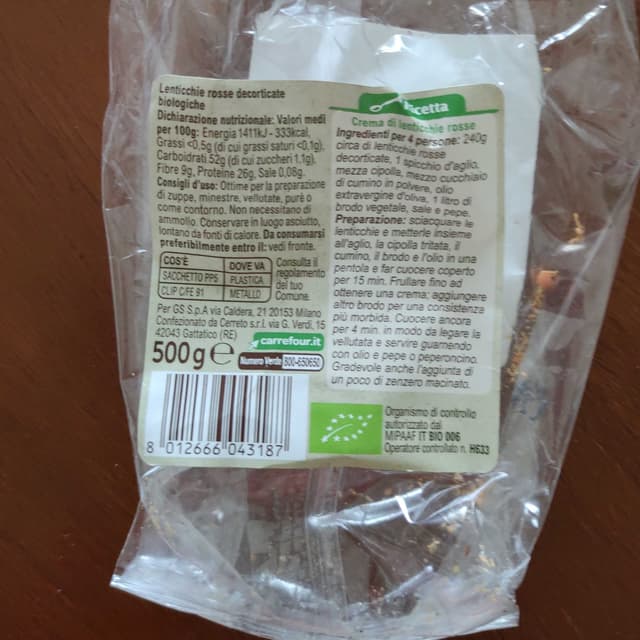 Lenticchie rosse decorticate
biologiche
Dichiarazione nutrizionale: Valori medi
per 100g: Energia 1411kJ - 333kcal,
Grassi <0,5g (di cui grassi saturi <0,1g),
Carboidrati 52g (di cui zuccheri 1,1g),
Fibre 9g, Proteine 26g, Sale 0,08g.
Consigli d'uso: Ottime per la preparazione
di zuppe, minestre, vellutate, purè o
come contorno. Non necessitano di
ammollo. Conservare in luogo asciutto,
lontano da fonti di calore. Da consumarsi
preferibilmente entro il: vedi fronte.
COS'È DOVE VA
SACCHETTO PP5 PLASTICA
CLIP C/FE 91 METALLO
Consulta il
regolamento
del tuo
Comune.
Per GS S.p.A via Caldera, 21 20153 Milano
Confezionato da Cerreto s.r.l. via G. Verdi, 15
42043 Gattatico (RE)
500g e
carrefour.it
Numero Verde 800-650650
8 012666 043187
Ricetta
Crema di lenticchie rosse
Ingredienti per 4 persone: 240g
circa di lenticchie rosse
decorticate, 1 spicchio d'aglio,
mezza cipolla, mezzo cucchiaio
di cumino in polvere, olio
extravergine d'oliva, 1 litro di
brodo vegetale, sale e pepe.
Preparazione: sciacquare le
lenticchie e metterle insieme
all'aglio, la cipolla tritata, il
cumino, il brodo e l'olio in una
pentola e far cuocere coperto
per 15 min. Frullare fino ad
ottenere una crema; aggiungere
altro brodo per una consistenza
più morbida. Cuocere ancora
per 4 min. in modo da legare la
vellutata e servire guarnendo
con olio e pepe o peperoncino.
Gradevole anche l'aggiunta di
un poco di zenzero macinato.
Organismo di controllo
autorizzato dal
MIPAAF IT BIO 006
Operatore controllato n. H633